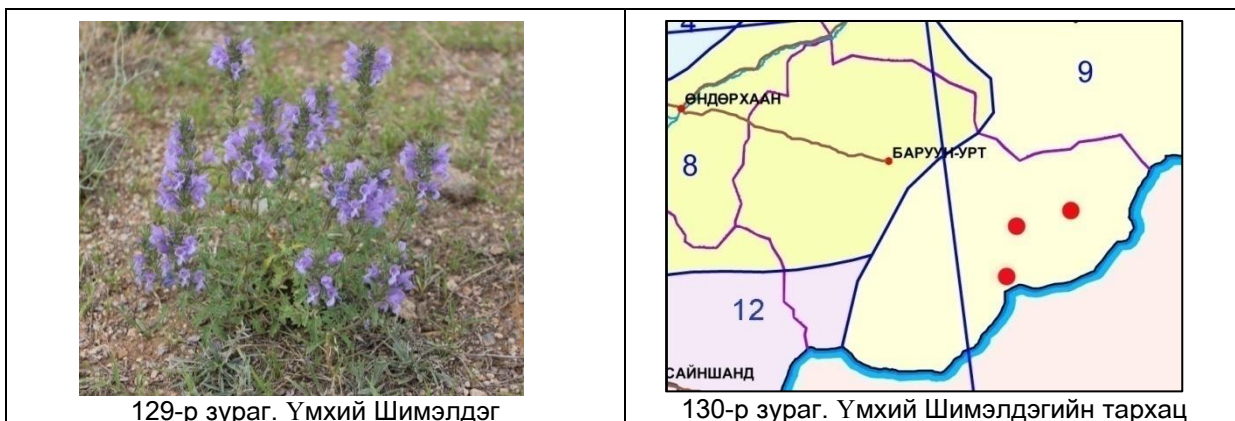 4
9
ӨНДӨРХААН
БАРУУН-УРТ
8
12
САЙНШАНД
129-р зураг. Үмхий Шимэлдэг
130-р зураг. Үмхий Шимэлдэгийн тархац